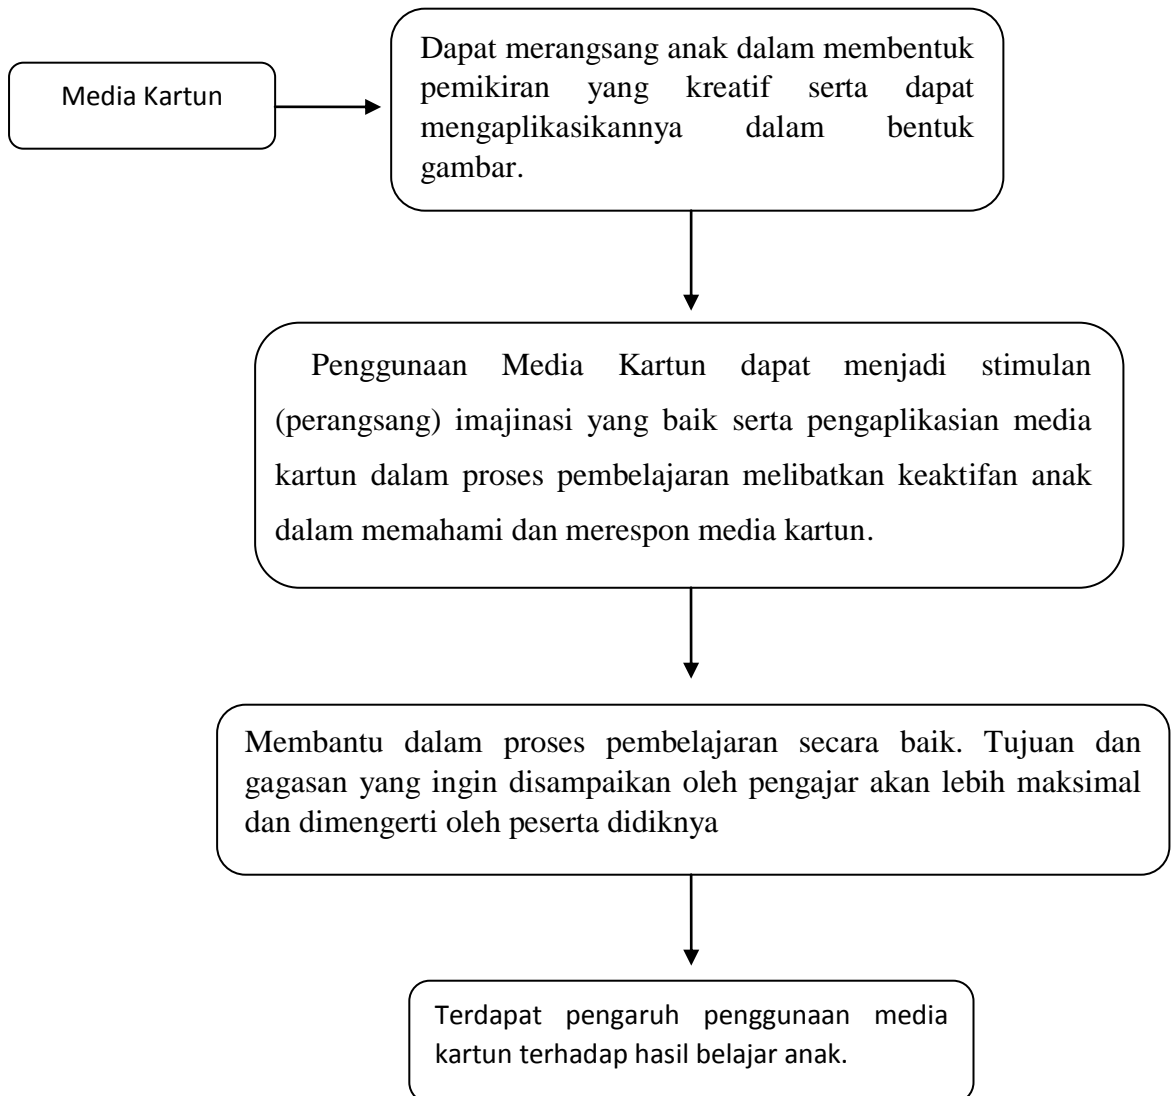 Media Kartun
Dapat merangsang anak dalam membentuk
pemikiran yang kreatif serta dapat
mengaplikasikannya dalam bentuk
gambar.
Penggunaan Media Kartun dapat menjadi stimulan
(perangsang) imajinasi yang baik serta pengaplikasian media
kartun dalam proses pembelajaran melibatkan keaktifan anak
dalam memahami dan merespon media kartun.
Membantu dalam proses pembelajaran secara baik. Tujuan dan
gagasan yang ingin disampaikan oleh pengajar akan lebih maksimal
dan dimengerti oleh peserta didiknya
Terdapat pengaruh penggunaan media
kartun terhadap hasil belajar anak.